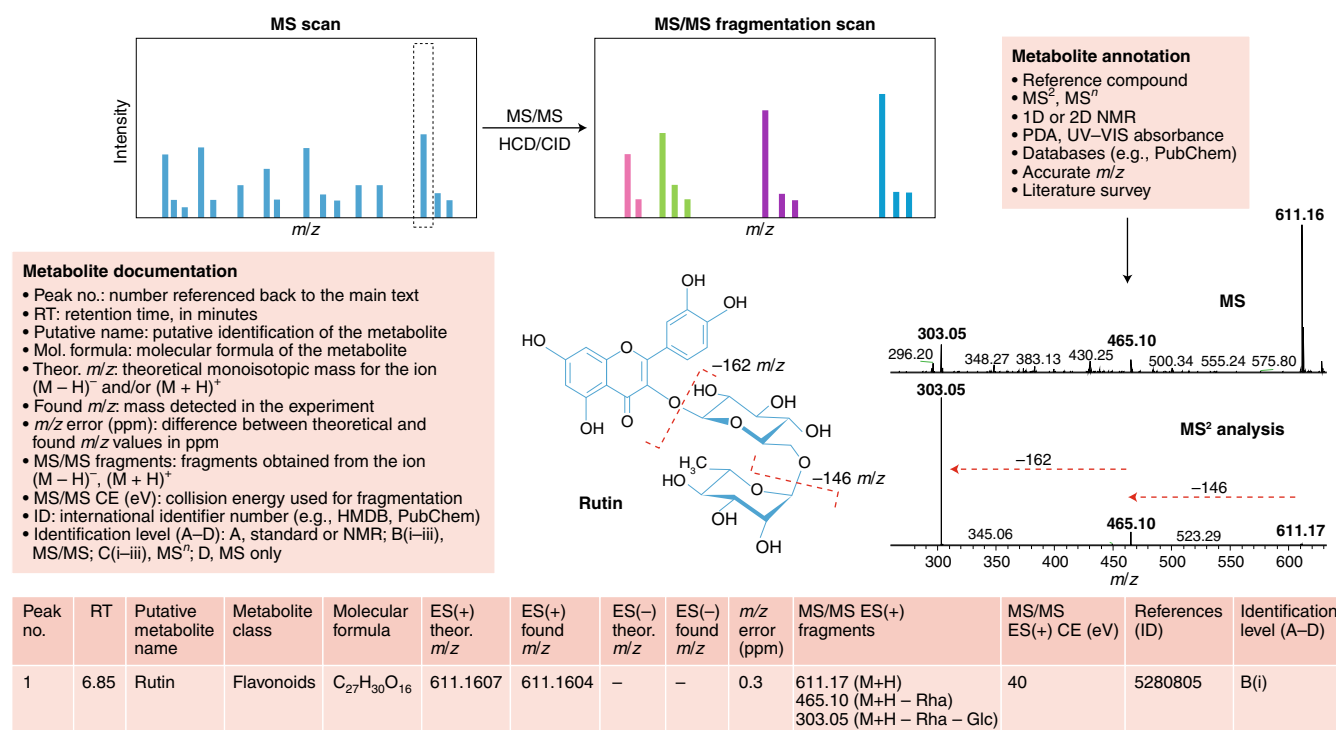 MS scan
Intensity
m/z
MS/MS
HCD/CID
MS/MS fragmentation scan
m/z
Metabolite annotation
• Reference compound
• MS², MSⁿ
• 1D or 2D NMR
• PDA, UV–VIS absorbance
• Databases (e.g., PubChem)
• Accurate m/z
• Literature survey
Metabolite documentation
• Peak no.: number referenced back to the main text
• RT: retention time, in minutes
• Putative name: putative identification of the metabolite
• Mol. formula: molecular formula of the metabolite
• Theor. m/z: theoretical monoisotopic mass for the ion
(M – H)⁻ and/or (M + H)⁺
• Found m/z: mass detected in the experiment
• m/z error (ppm): difference between theoretical and
found m/z values in ppm
• MS/MS fragments: fragments obtained from the ion
(M – H)⁻, (M + H)⁺
• MS/MS CE (eV): collision energy used for fragmentation
• ID: international identifier number (e.g., HMDB, PubChem)
• Identification level (A–D): A, standard or NMR; B(i–iii),
MS/MS; C(i–iii), MSⁿ; D, MS only
OH
OH
HO
O
–162 m/z
HO
OH
O
O
OH
O
OH
O
H₃C
–146 m/z
HO
O
HO
OH
OH
Rutin
611.16
MS
303.05
465.10
296.20
348.27
383.13
430.25
500.34
555.24
575.80
303.05
MS² analysis
–162
–146
345.06
465.10
523.29
611.17
300
350
400
450
500
550
600
m/z
Peak no.
RT
Putative metabolite name
Metabolite class
Molecular formula
ES(+) theor. m/z
ES(+) found m/z
ES(–) theor. m/z
ES(–) found m/z
m/z error (ppm)
MS/MS ES(+) fragments
MS/MS ES(+) CE (eV)
References (ID)
Identification level (A–D)
1
6.85
Rutin
Flavonoids
C₂₇H₃₀O₁₆
611.1607
611.1604
–
–
0.3
611.17 (M+H)
465.10 (M+H – Rha)
303.05 (M+H – Rha – Glc)
40
5280805
B(i)